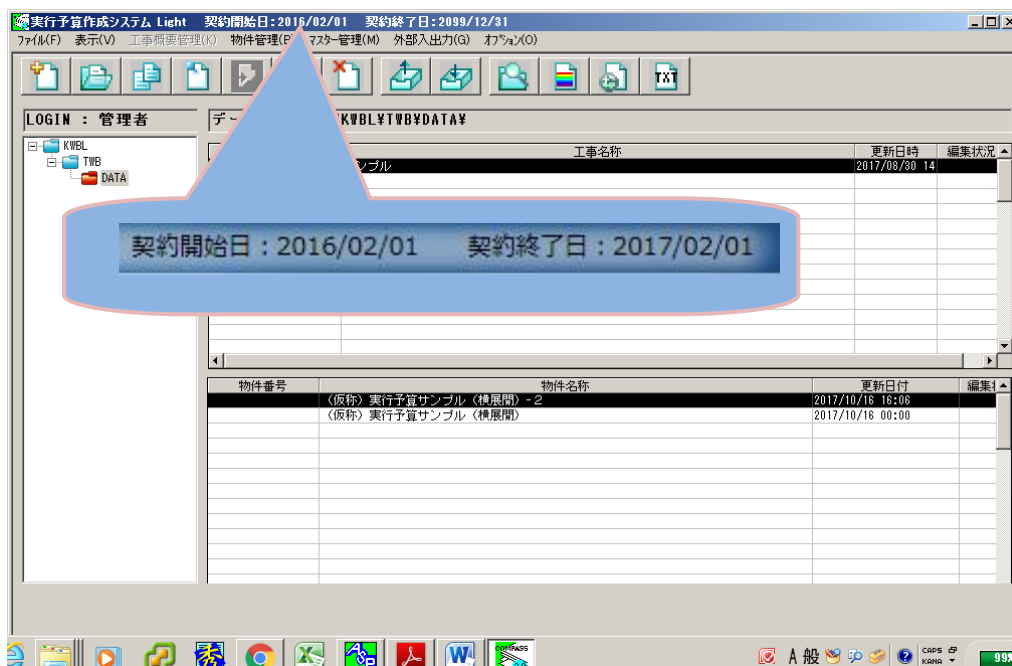 実行予算作成システム Light 契約開始日:2016/02/01 契約終了日:2099/12/31
ファイル(F) 表示(V) 工事概要管理(K) 物件管理(B) マスター管理(M) 外部入出力(G) オプション(O)
TXT
LOGIN : 管理者
KWBL¥TWB¥DATA¥
KWBL
TWB
DATA
工事名称 更新日時 編集状況
ンプル 2017/08/30 14
契約開始日:2016/02/01 契約終了日:2017/02/01
物件番号 物件名称 更新日付
(仮称)実行予算サンプル(横展開)-2 2017/10/16 16:06
(仮称)実行予算サンプル(横展開) 2017/10/16 00:00
秀
COMPASS
A 般
CAPS
KANA
99%